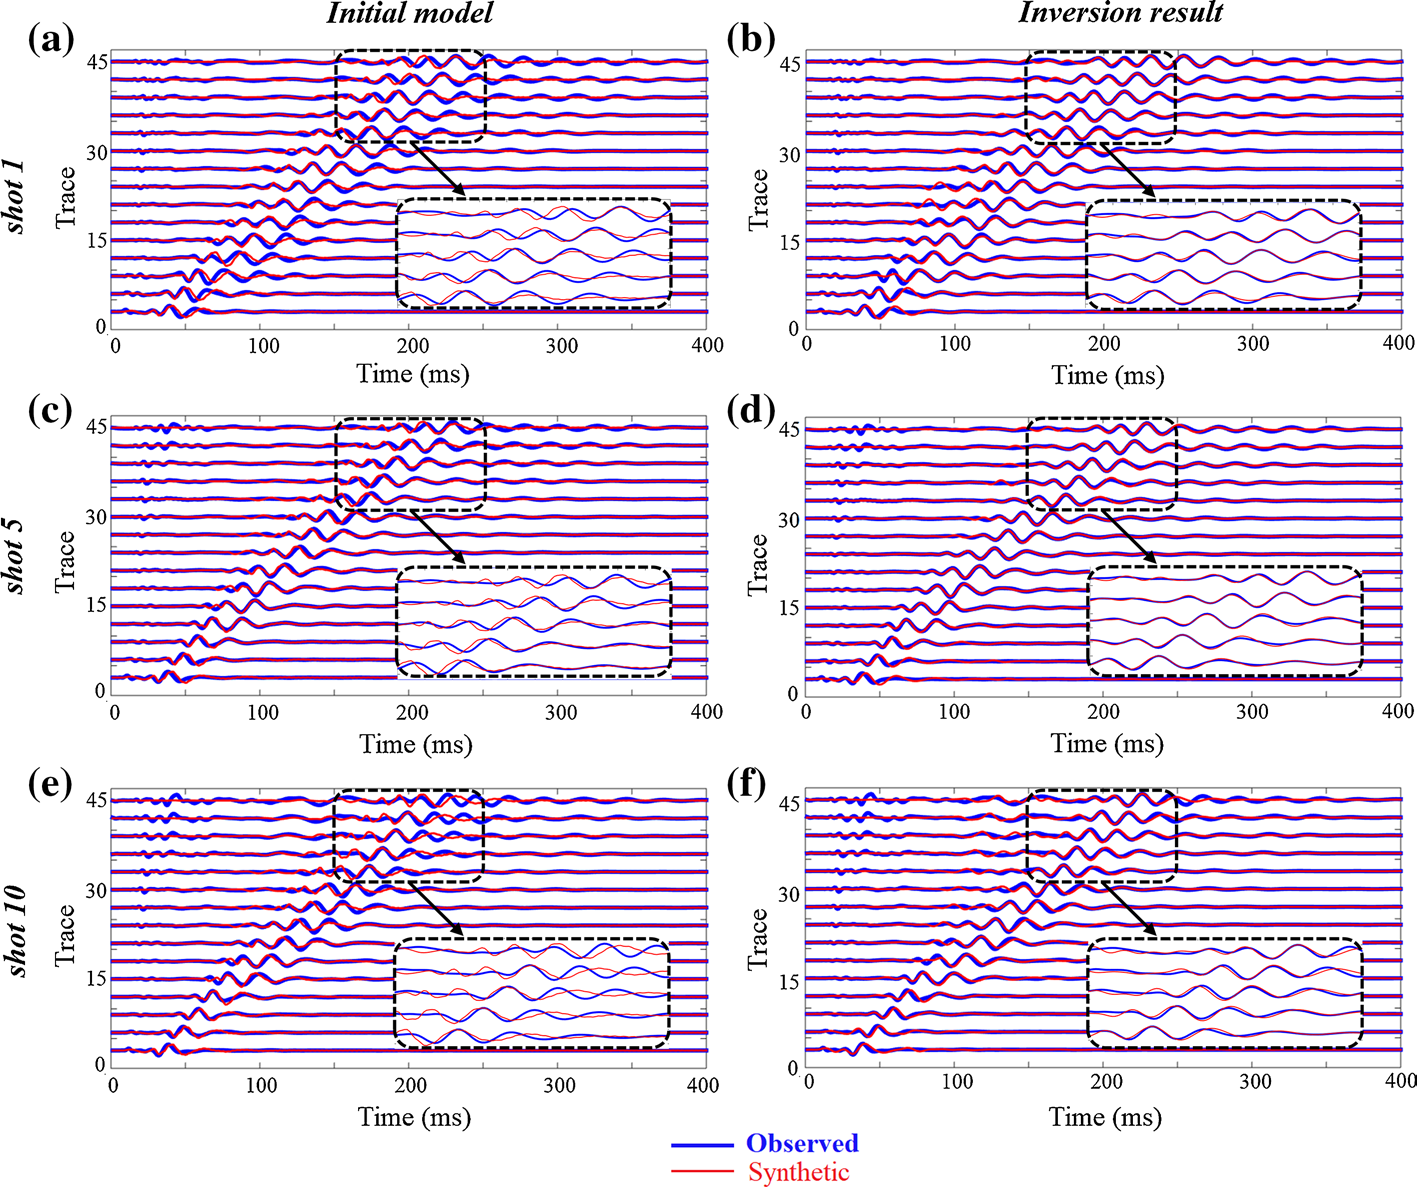 Initial model
Inversion result
(a)
(b)
shot 1
Trace
45
30
15
0
0 100 200 300 400
Time (ms)
Trace
45
30
15
0
0 100 200 300 400
Time (ms)
(c)
(d)
shot 5
Trace
45
30
15
0
0 100 200 300 400
Time (ms)
Trace
45
30
15
0
0 100 200 300 400
Time (ms)
(e)
(f)
shot 10
Trace
45
30
15
0
0 100 200 300 400
Time (ms)
Trace
45
30
15
0
0 100 200 300 400
Time (ms)
Observed
Synthetic